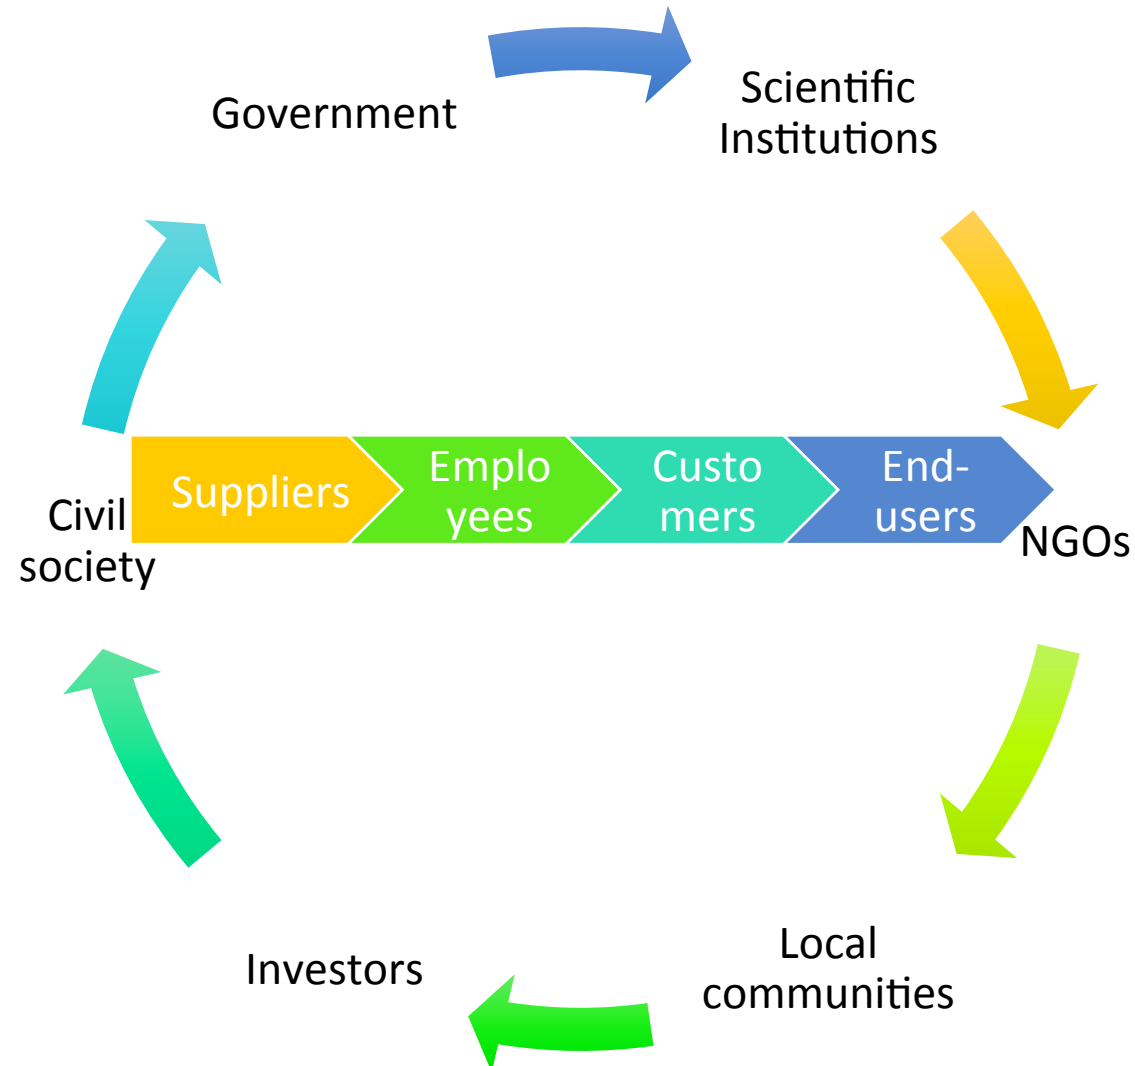 Government
Scientific
Institutions
Suppliers
Emplo
yees
Custo
mers
End-
users
Civil
society
NGOs
Local
communities
Investors